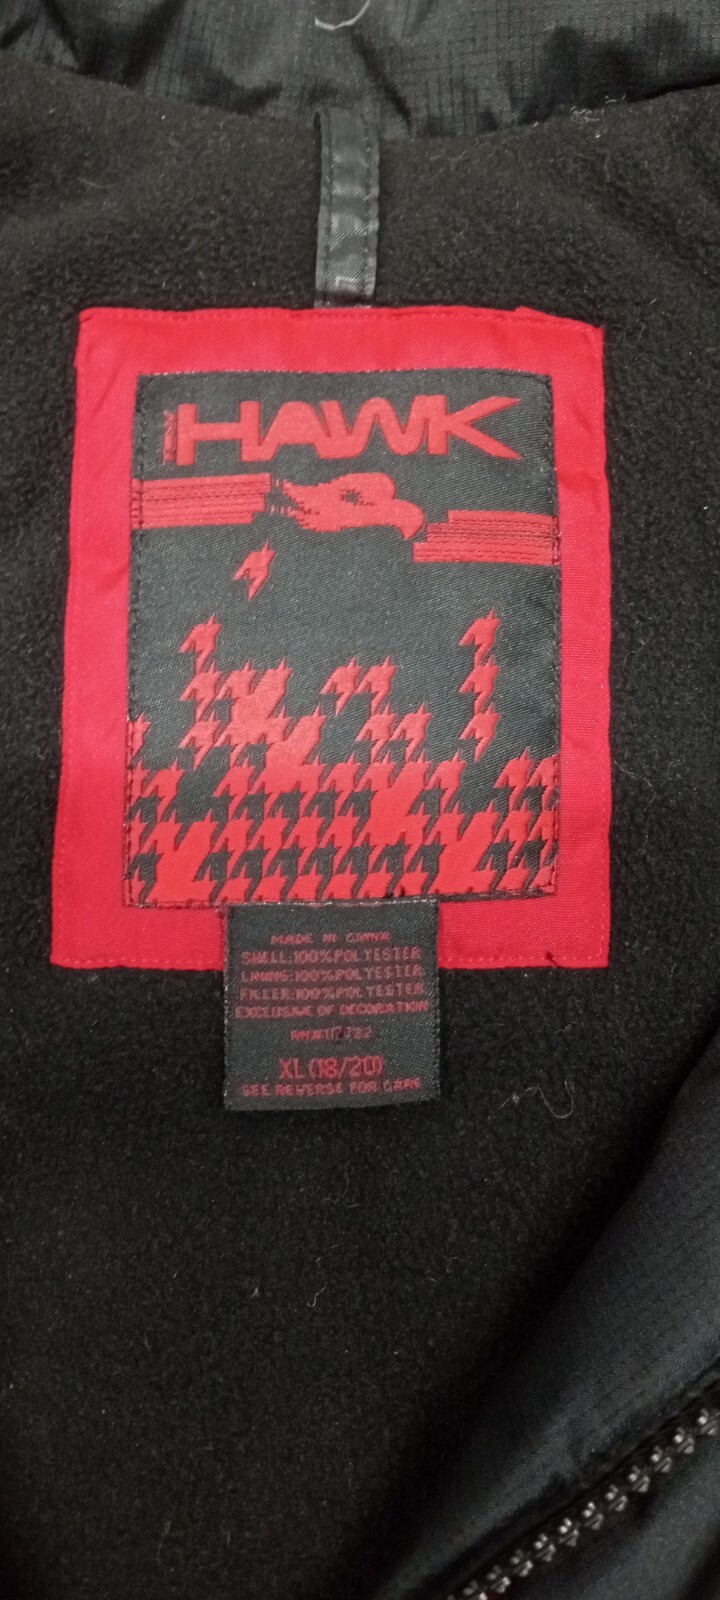 TONY HAWK
MADE IN CHINA
SHELL:100%POLYESTER
LINING:100%POLYESTER
FILLER:100%POLYESTER
EXCLUSIVE OF DECORATION
XL(18/20)
SEE REVERSE FOR CARE